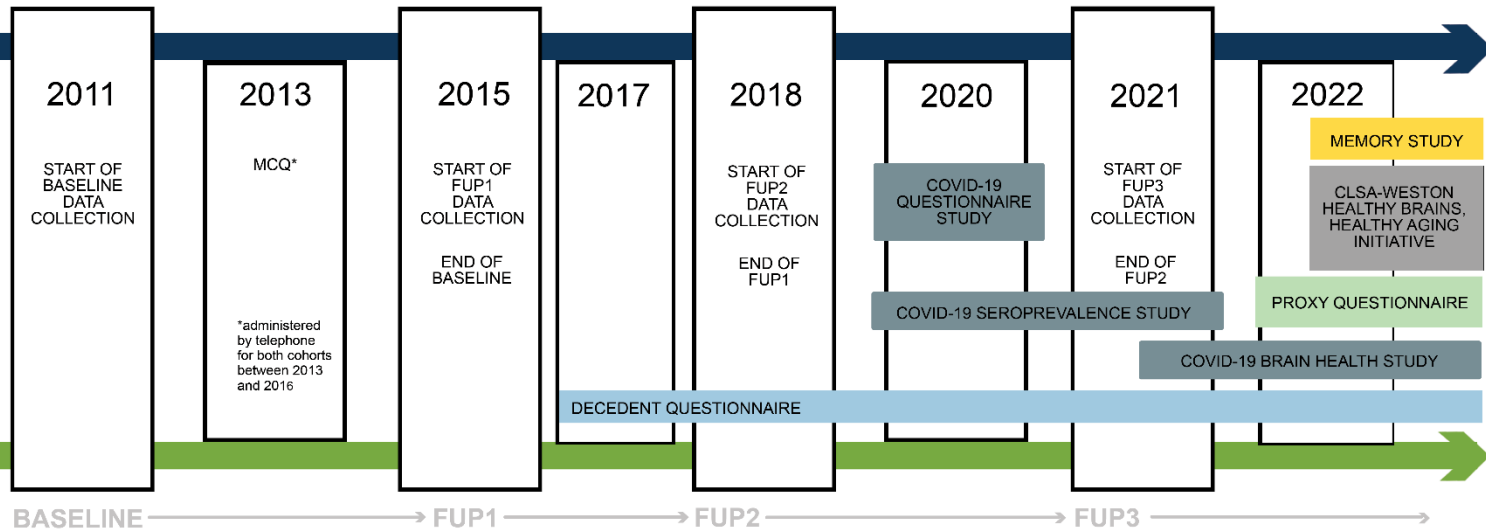 2011
START OF
BASELINE
DATA
COLLECTION
2013
MCQ*
*administered
by telephone
for both cohorts
between 2013
and 2016
2015
START OF
FUP1
DATA
COLLECTION
END OF
BASELINE
2017
2018
START OF
FUP2
DATA
COLLECTION
END OF
FUP1
2020
COVID-19
QUESTIONNAIRE
STUDY
2021
START OF
FUP3
DATA
COLLECTION
END OF
FUP2
2022
MEMORY STUDY
CLSA-WESTON
HEALTHY BRAINS,
HEALTHY AGING
INITIATIVE
PROXY QUESTIONNAIRE
COVID-19 SEROPREVALENCE STUDY
COVID-19 BRAIN HEALTH STUDY
DECEDENT QUESTIONNAIRE
BASELINE
FUP1
FUP2
FUP3